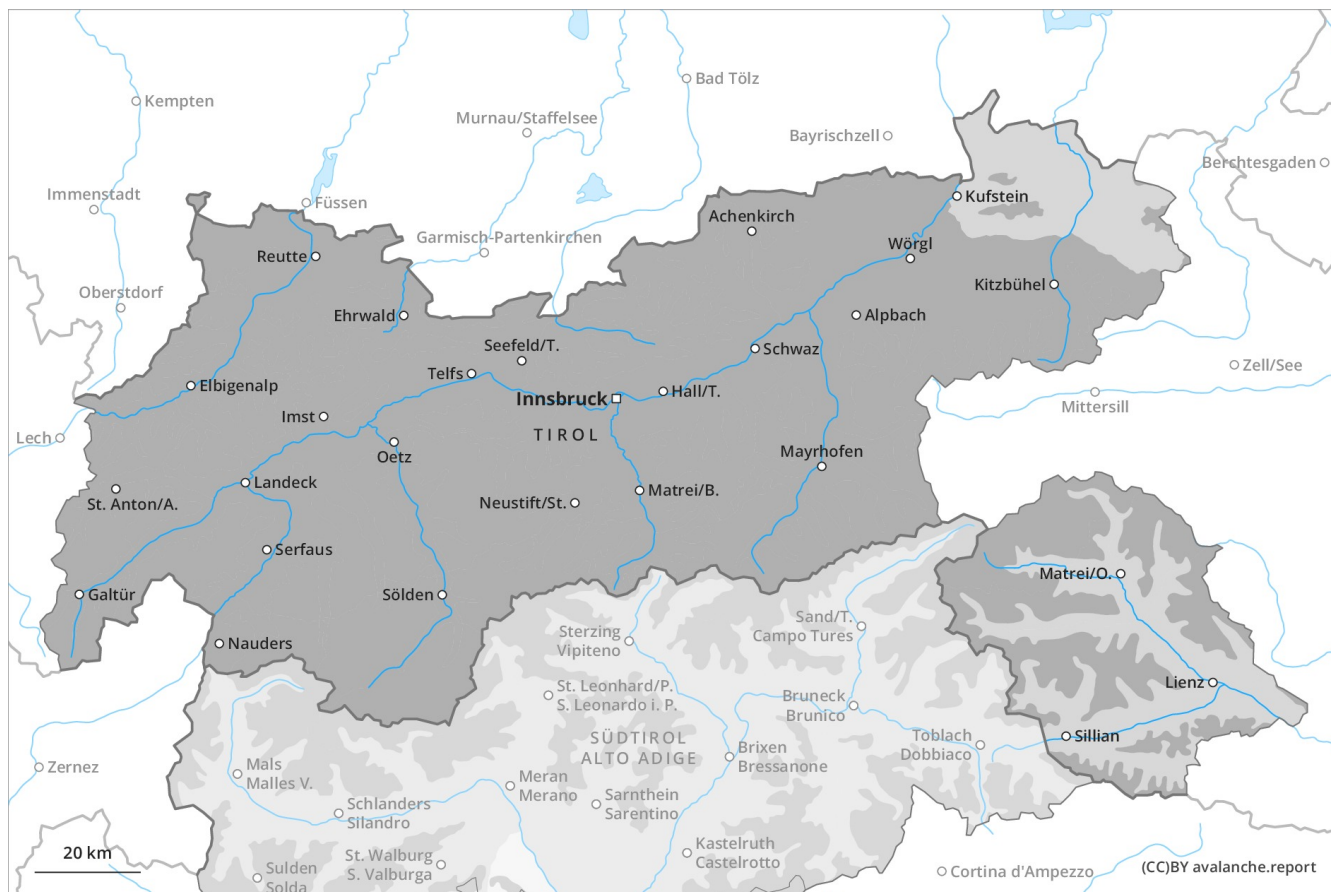 Bad Tölz
Kempten
Murnau/Staffelsee
Bayrischzell
Berchtesgaden
Immenstadt
Füssen
Kufstein
Achenkirch
Garmisch-Partenkirchen
Wörgl
Reutte
Kitzbühel
Oberstdorf
Ehrwald
Alpbach
Seefeld/T.
Schwaz
Zell/See
Telfs
Elbigenalp
Hall/T.
Innsbruck
Mittersill
Imst
TIROL
Lech
Oetz
Mayrhofen
Landeck
St. Anton/A.
Neustift/St.
Matrei/B.
Serfaus
Matrei/O.
Galtür
Sölden
Sand/T.
Campo Tures
Sterzing
Vipiteno
Nauders
Lienz
St. Leonhard/P.
S. Leonardo i. P.
Bruneck
Brunico
SÜDTIROL
ALTO ADIGE
Toblach
Dobbiaco
Sillian
Brixen
Bressanone
Zernez
Mals
Malles V.
Meran
Merano
Sarnthein
Sarentino
Schlanders
Silandro
Kastelruth
Castelrotto
20 km
St. Walburg
S. Valburga
Sulden
Solda
Cortina d'Ampezzo
(CC)BY avalanche.report